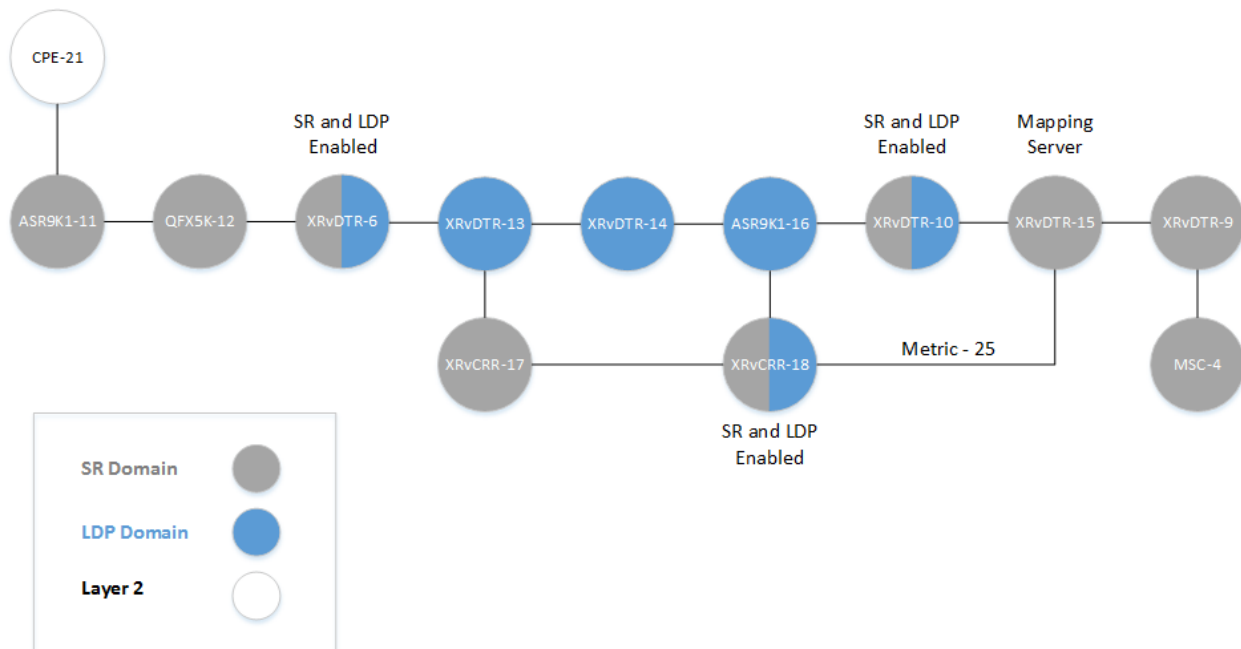 CPE-21
SR and LDP
Enabled
SR and LDP
Enabled
Mapping
Server
ASR9K1-11
QFX5K-12
XRvDTR-6
XRvDTR-13
XRvDTR-14
ASR9K1-16
XRvDTR-10
XRvDTR-15
XRvDTR-9
XRvCRR-17
XRvCRR-18
Metric - 25
MSC-4
SR and LDP
Enabled
SR Domain
LDP Domain
Layer 2